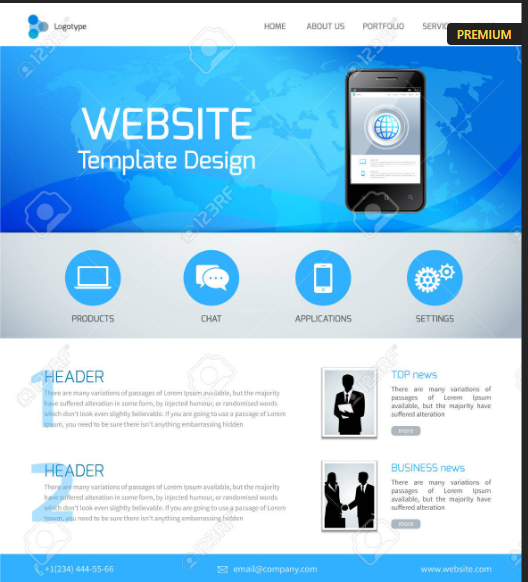 Logotype
HOME ABOUT US PORTFOLIO
PREMIUM
WEBSITE
Template Design
PRODUCTS CHAT APPLICATIONS SETTINGS
1
HEADER
There are many variations of passages of Lorem Ipsum available, but the majority
have suffered alteration in some form, by injected humour, or randomised words
which don't look even slightly believable. If you are going to use a passage of Lorem
Ipsum, you need to be sure there isn't anything embarrassing hidden
TOP news
There are many variations of
passages of Lorem Ipsum
available, but the majority have
suffered alteration
more
2
HEADER
There are many variations of passages of Lorem Ipsum available, but the majority
have suffered alteration in some form, by injected humour, or randomised words
which don't look even slightly believable. If you are going to use a passage of Lorem
Ipsum, you need to be sure there isn't anything embarrassing hidden
BUSINESS news
There are many variations of
passages of Lorem Ipsum
available, but the majority have
suffered alteration
more
+1(234) 444-55-66 email@company.com www.website.com
123RF